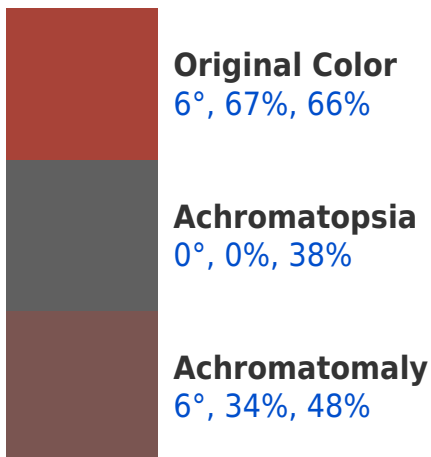 Original Color
6°, 67%, 66%
Achromatopsia
0°, 0%, 38%
Achromatomaly
6°, 34%, 48%